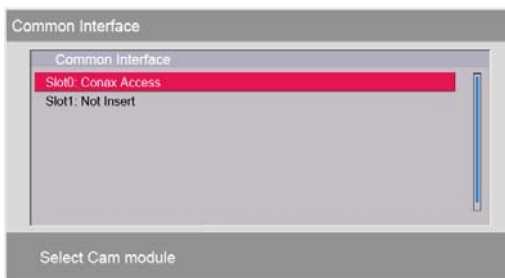 Common Interface
Common Interface
Slot0: Conax Access
Slot1: Not Insert
Select Cam module